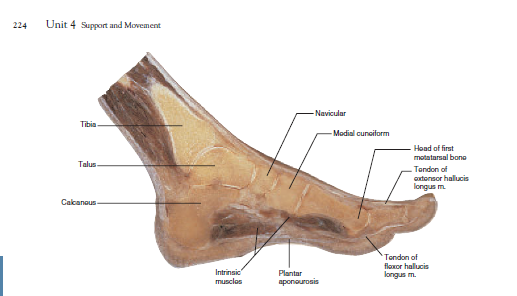 224 Unit 4 Support and Movement
Navicular
Tibia
Medial cuneiform
Head of first
metatarsal bone
Talus
Tendon of
extensor hallucis
longus m.
Calcaneus
Tendon of
flexor hallucis
longus m.
Intrinsic
muscles
Plantar
aponeurosis